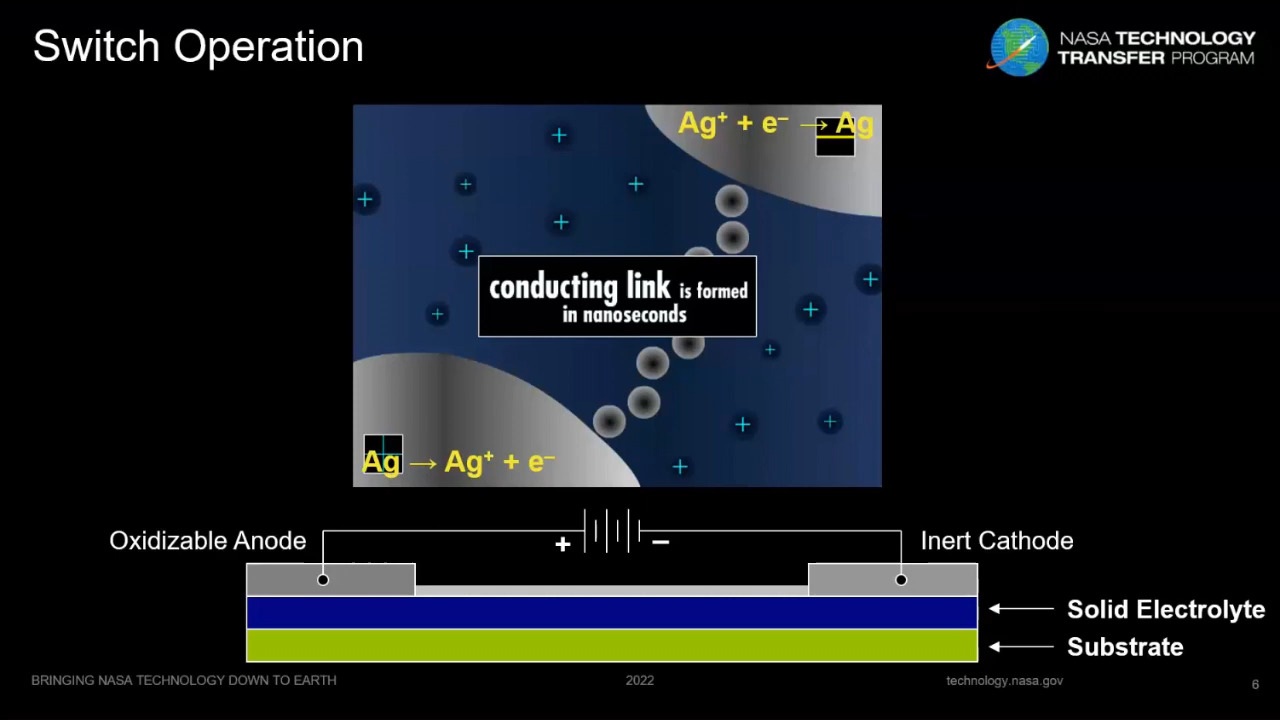 Switch Operation
NASA TECHNOLOGY
TRANSFER PROGRAM
Ag⁺ + e⁻ → Ag
conducting link is formed
in nanoseconds
Ag → Ag⁺ + e⁻
Oxidizable Anode
+
−
Inert Cathode
Solid Electrolyte
Substrate
BRINGING NASA TECHNOLOGY DOWN TO EARTH
2022
technology.nasa.gov
6